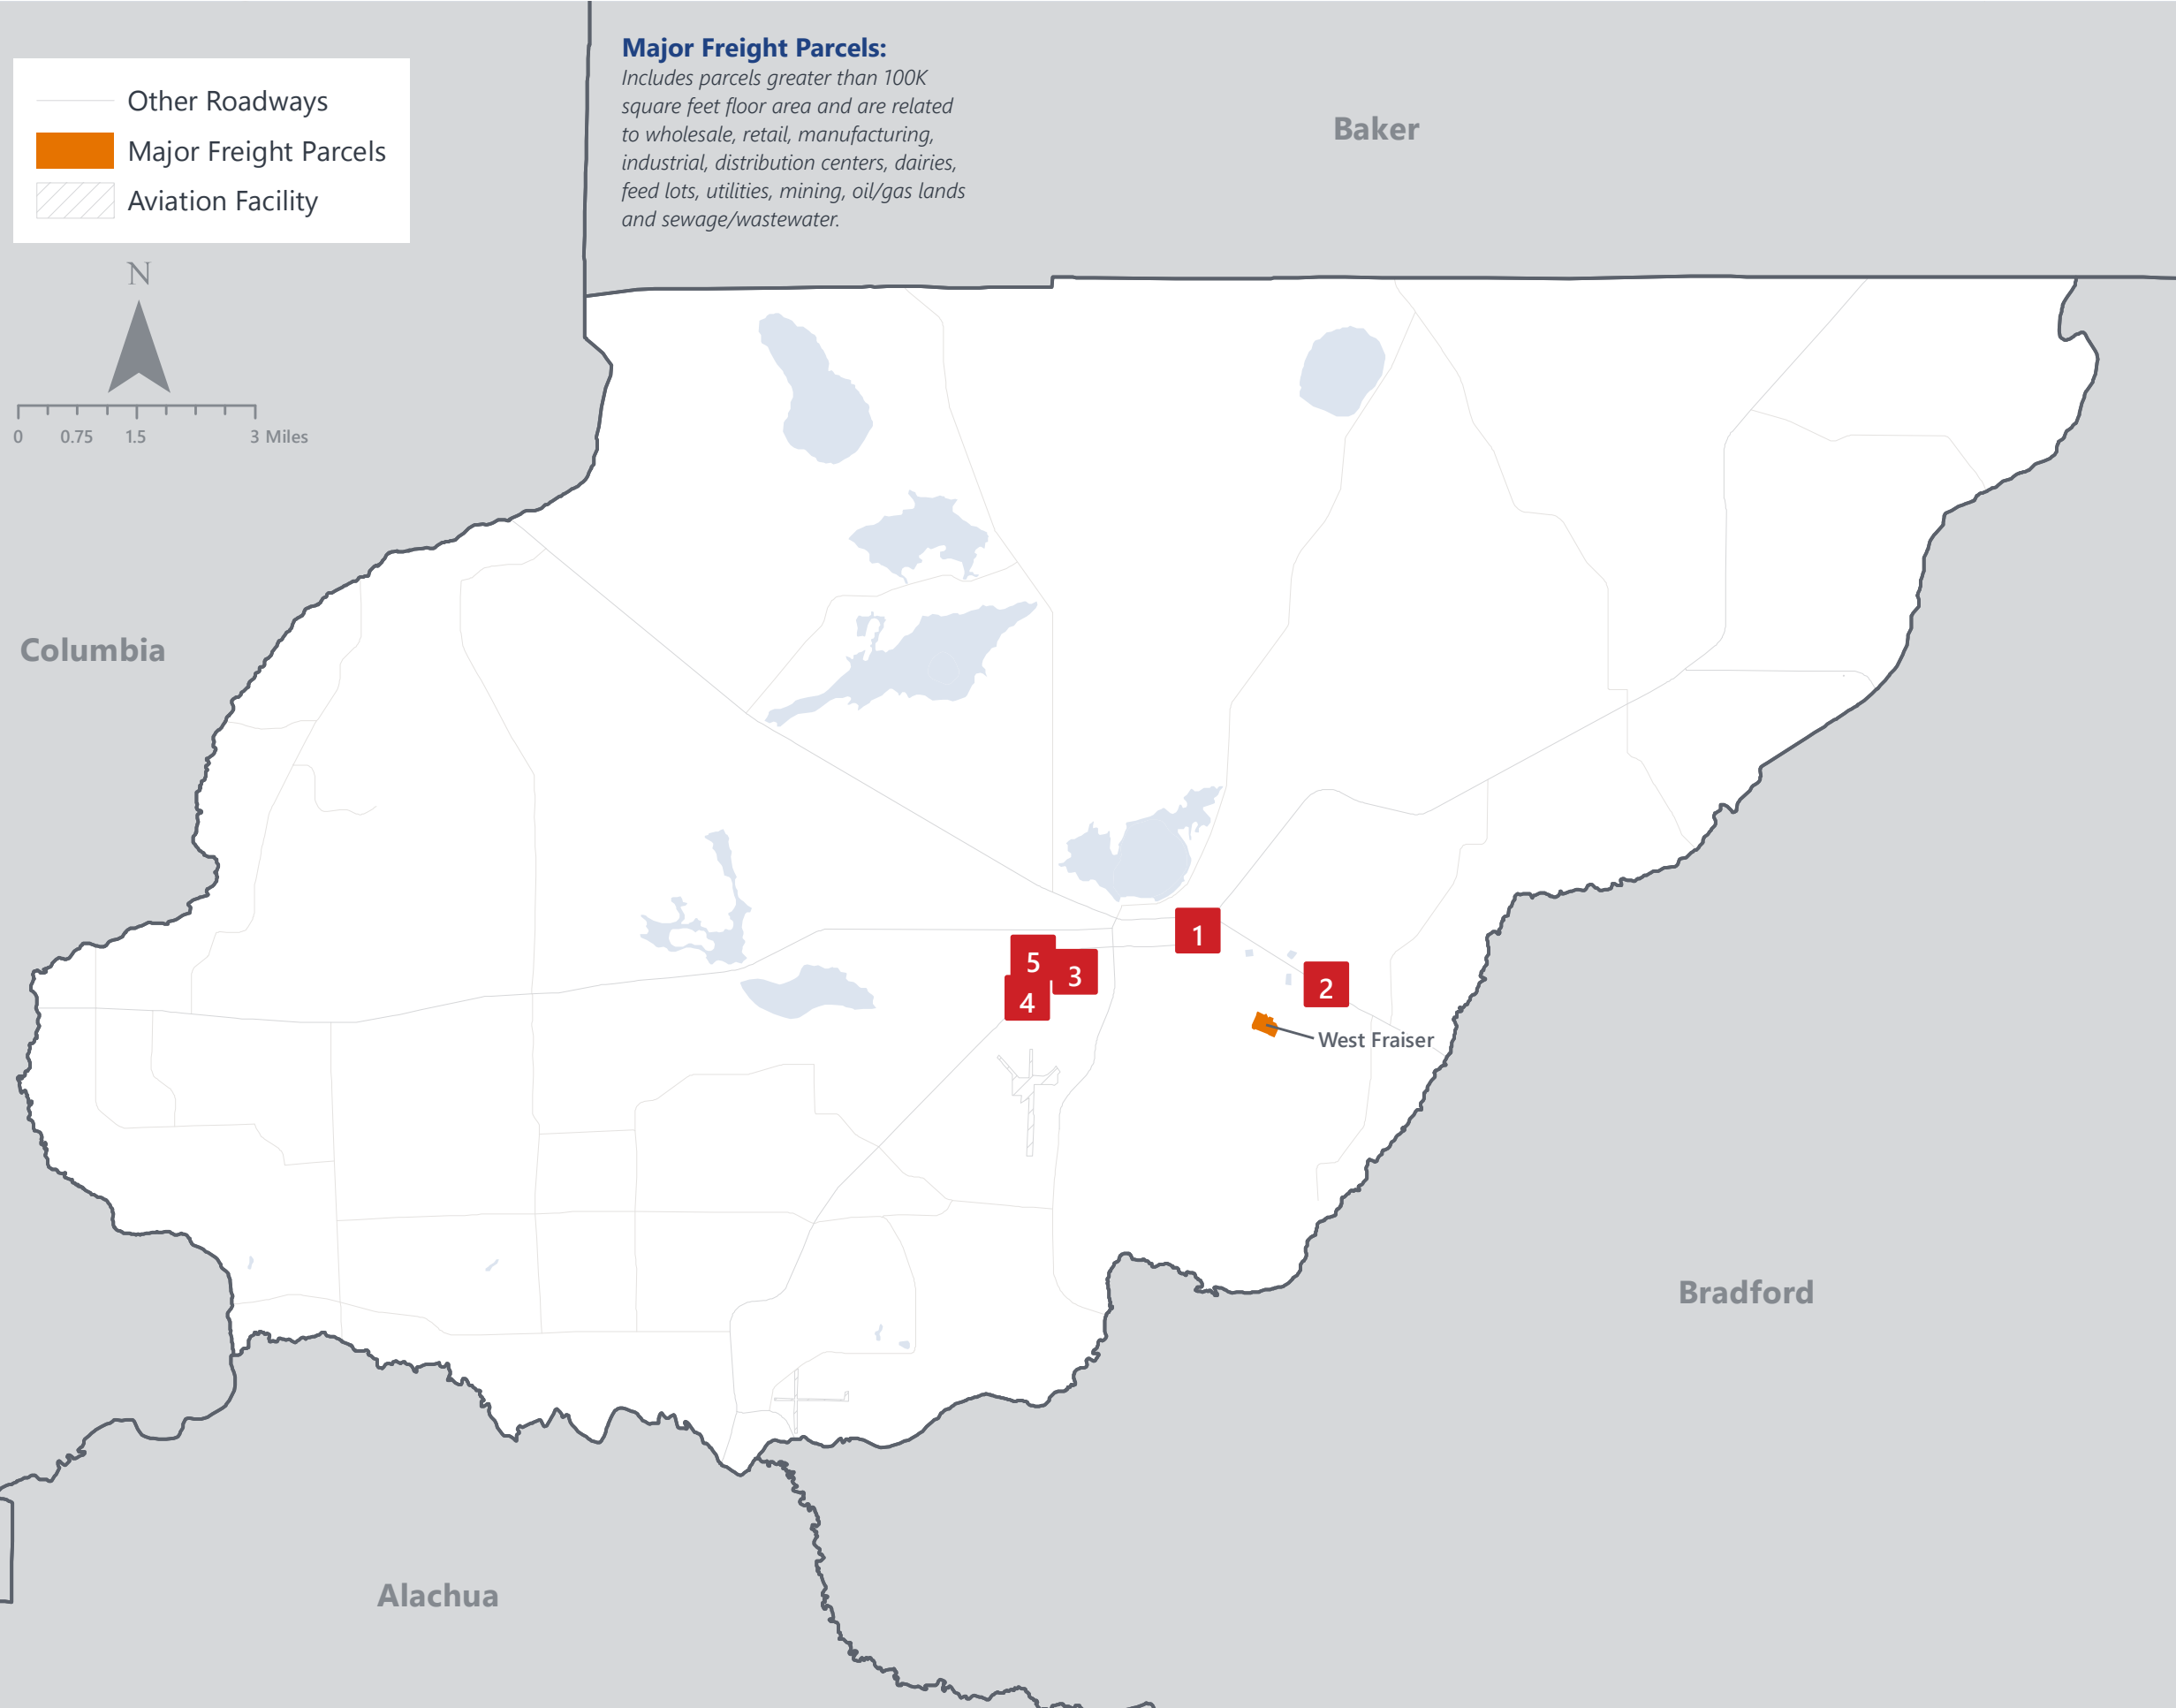 Major Freight Parcels:
Includes parcels greater than 100K
square feet floor area and are related
to wholesale, retail, manufacturing,
industrial, distribution centers, dairies,
feed lots, utilities, mining, oil/gas lands
and sewage/wastewater.
Other Roadways
Major Freight Parcels
Aviation Facility
N
0 0.75 1.5 3 Miles
Baker
Columbia
1
5
3
2
4
West Fraiser
Bradford
Alachua